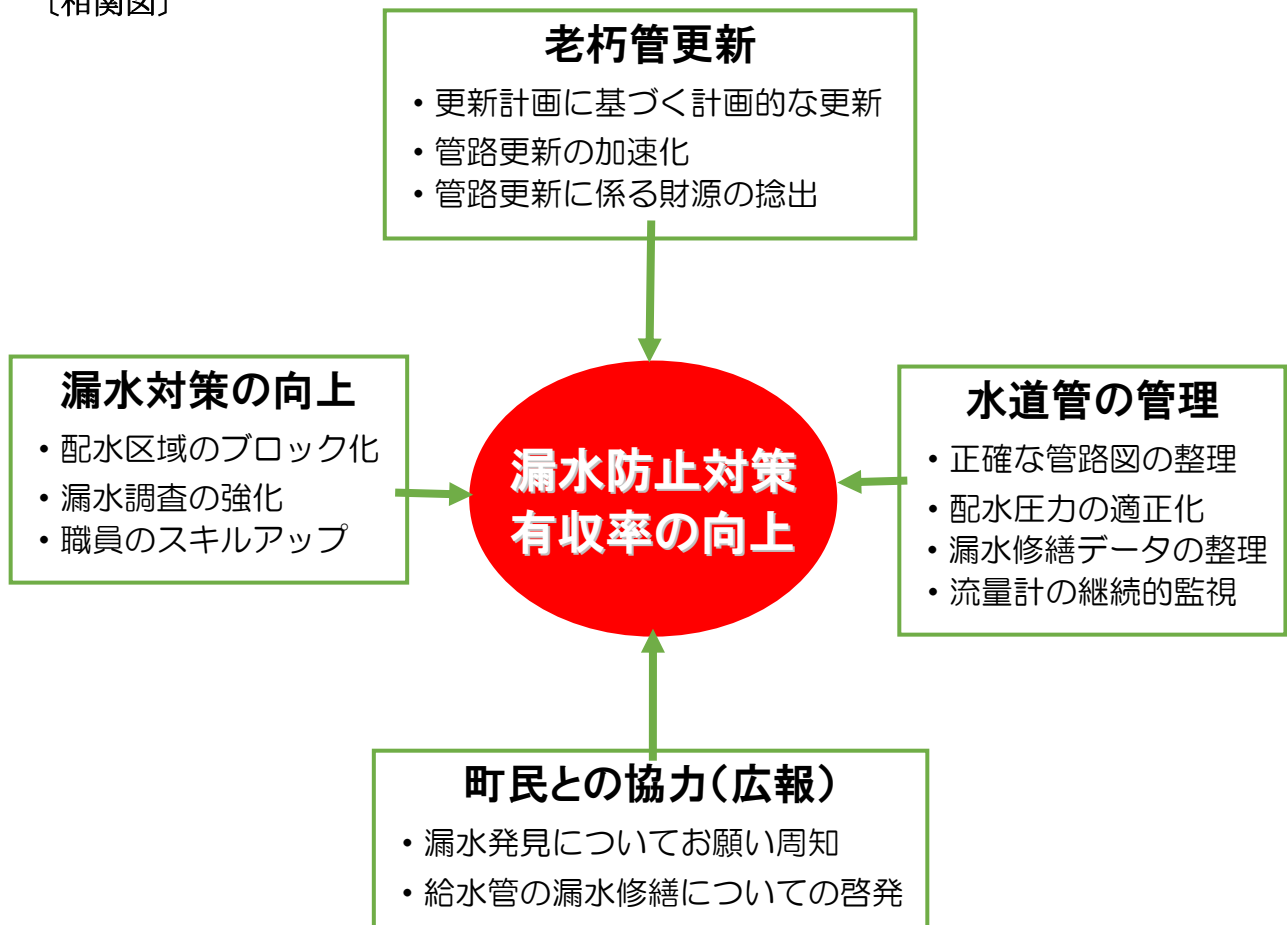 〔相関図〕
老朽管更新
・更新計画に基づく計画的な更新
・管路更新の加速化
・管路更新に係る財源の捻出
漏水対策の向上
・配水区域のブロック化
・漏水調査の強化
・職員のスキルアップ
漏水防止対策
有収率の向上
水道管の管理
・正確な管路図の整理
・配水圧力の適正化
・漏水修繕データの整理
・流量計の継続的監視
町民との協力(広報)
・漏水発見についてお願い周知
・給水管の漏水修繕についての啓発